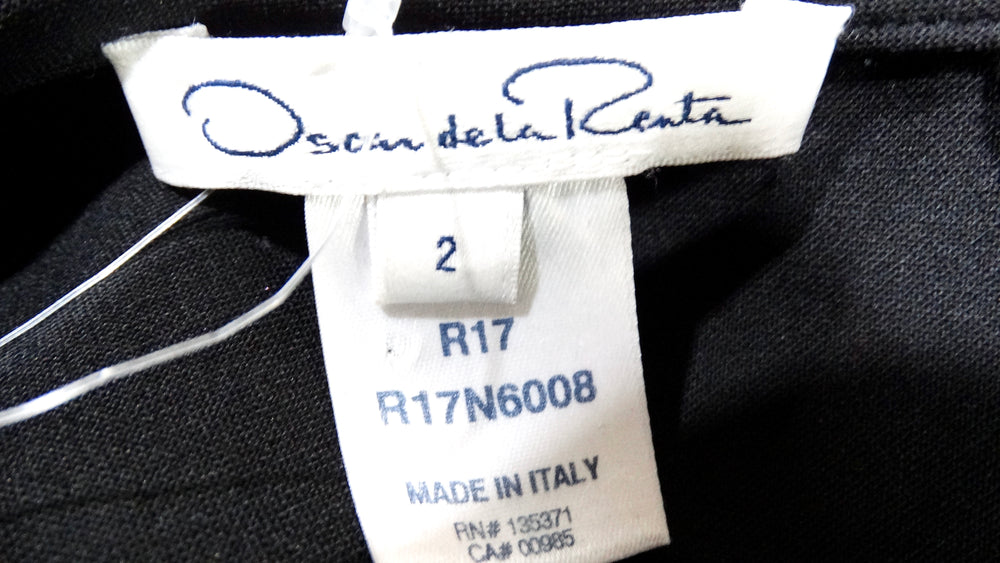 Oscar de la Renta
2
R17
R17N6008
MADE IN ITALY
RN# 135371
CA# 00985